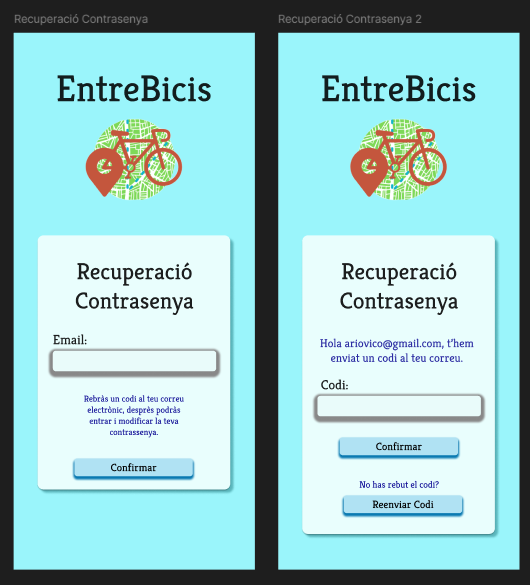 Recuperació Contrasenya
EntreBicis
Recuperació
Contrasenya
Email:
Rebràs un codi al teu correu
electrònic, desprès podràs
entrar i modificar la teva
contrassenya.
Confirmar
Recuperació Contrasenya 2
EntreBicis
Recuperació
Contrasenya
Hola ariovico@gmail.com, t'hem
enviat un codi al teu correu.
Codi:
Confirmar
No has rebut el codi?
Reenviar Codi